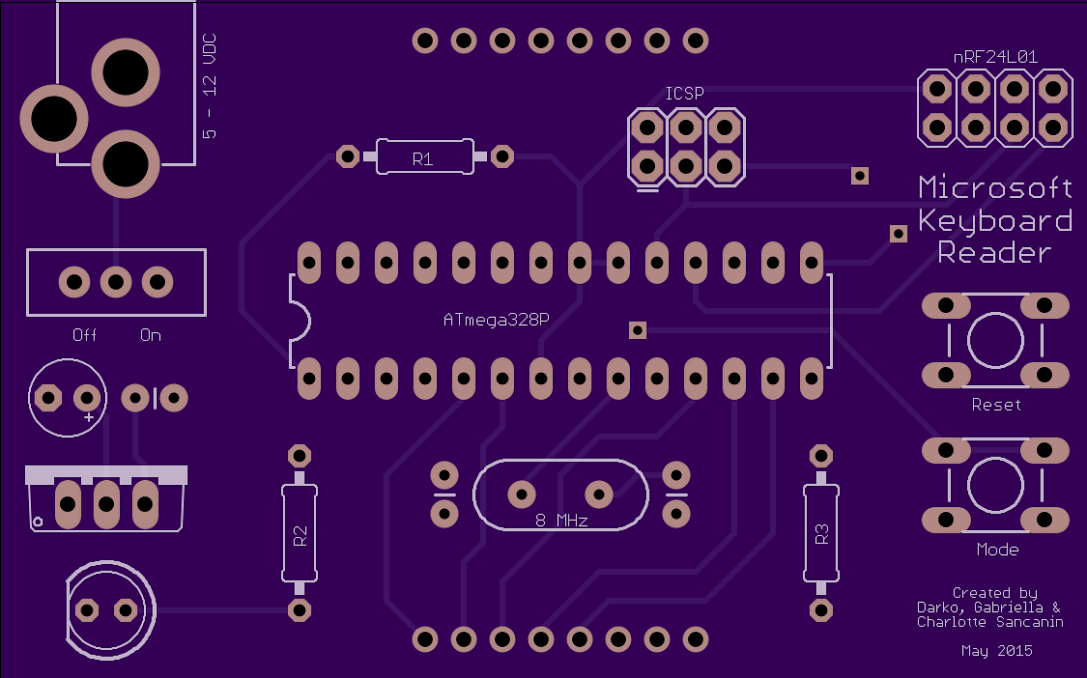 5 - 12 VDC
nRF24L01
ICSP
R1
Microsoft
Keyboard
Reader
Off On
ATmega328P
+
Reset
R2
8 MHz
R3
Mode
Created by
Darko, Gabriella &
Charlotte Sancanin
May 2015